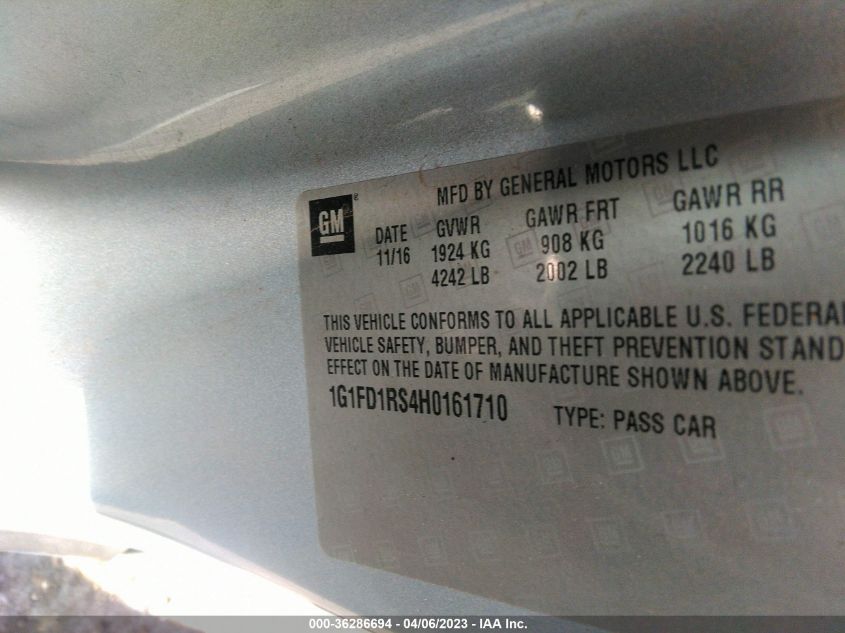 MFD BY GENERAL MOTORS LLC
GM
DATE GVWR GAWR FRT GAWR RR
11/16 1924 KG 908 KG 1016 KG
4242 LB 2002 LB 2240 LB
THIS VEHICLE CONFORMS TO ALL APPLICABLE U.S. FEDERAL
VEHICLE SAFETY, BUMPER, AND THEFT PREVENTION STAND
EFFECT ON THE DATE OF MANUFACTURE SHOWN ABOVE.
1G1FD1RS4H0161710 TYPE: PASS CAR
000-36286694 - 04/06/2023 - IAA Inc.